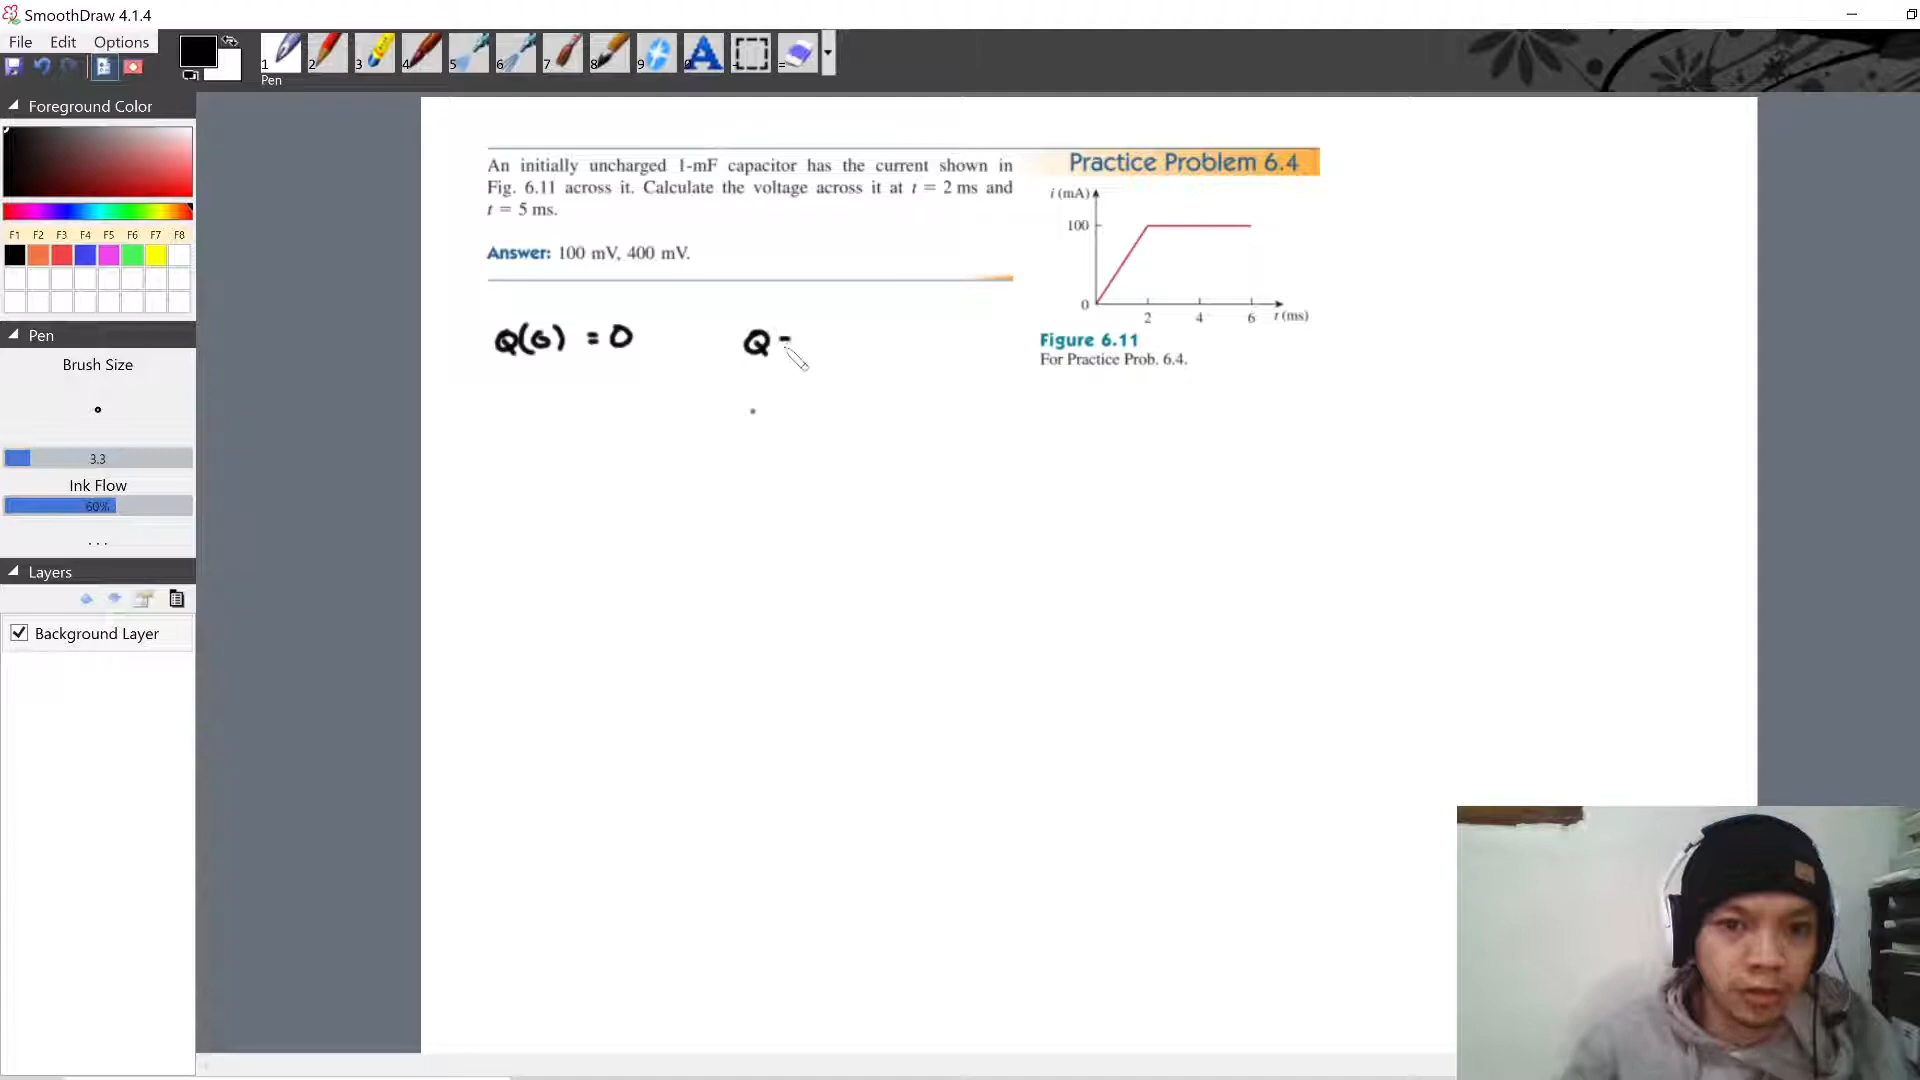 SmoothDraw 4.1.4
File Edit Options
1 2 3 4 5 6 7 8 9 0 - =
Pen
Foreground Color
F1 F2 F3 F4 F5 F6 F7 F8
Pen
Brush Size
3.3
Ink Flow
60%
...
Layers
Background Layer
An initially uncharged 1-mF capacitor has the current shown in
Fig. 6.11 across it. Calculate the voltage across it at t = 2 ms and
t = 5 ms.
Answer: 100 mV, 400 mV.
Practice Problem 6.4
i (mA)
100
0
2 4 6 t (ms)
Figure 6.11
For Practice Prob. 6.4.
Q(0) = 0
Q =